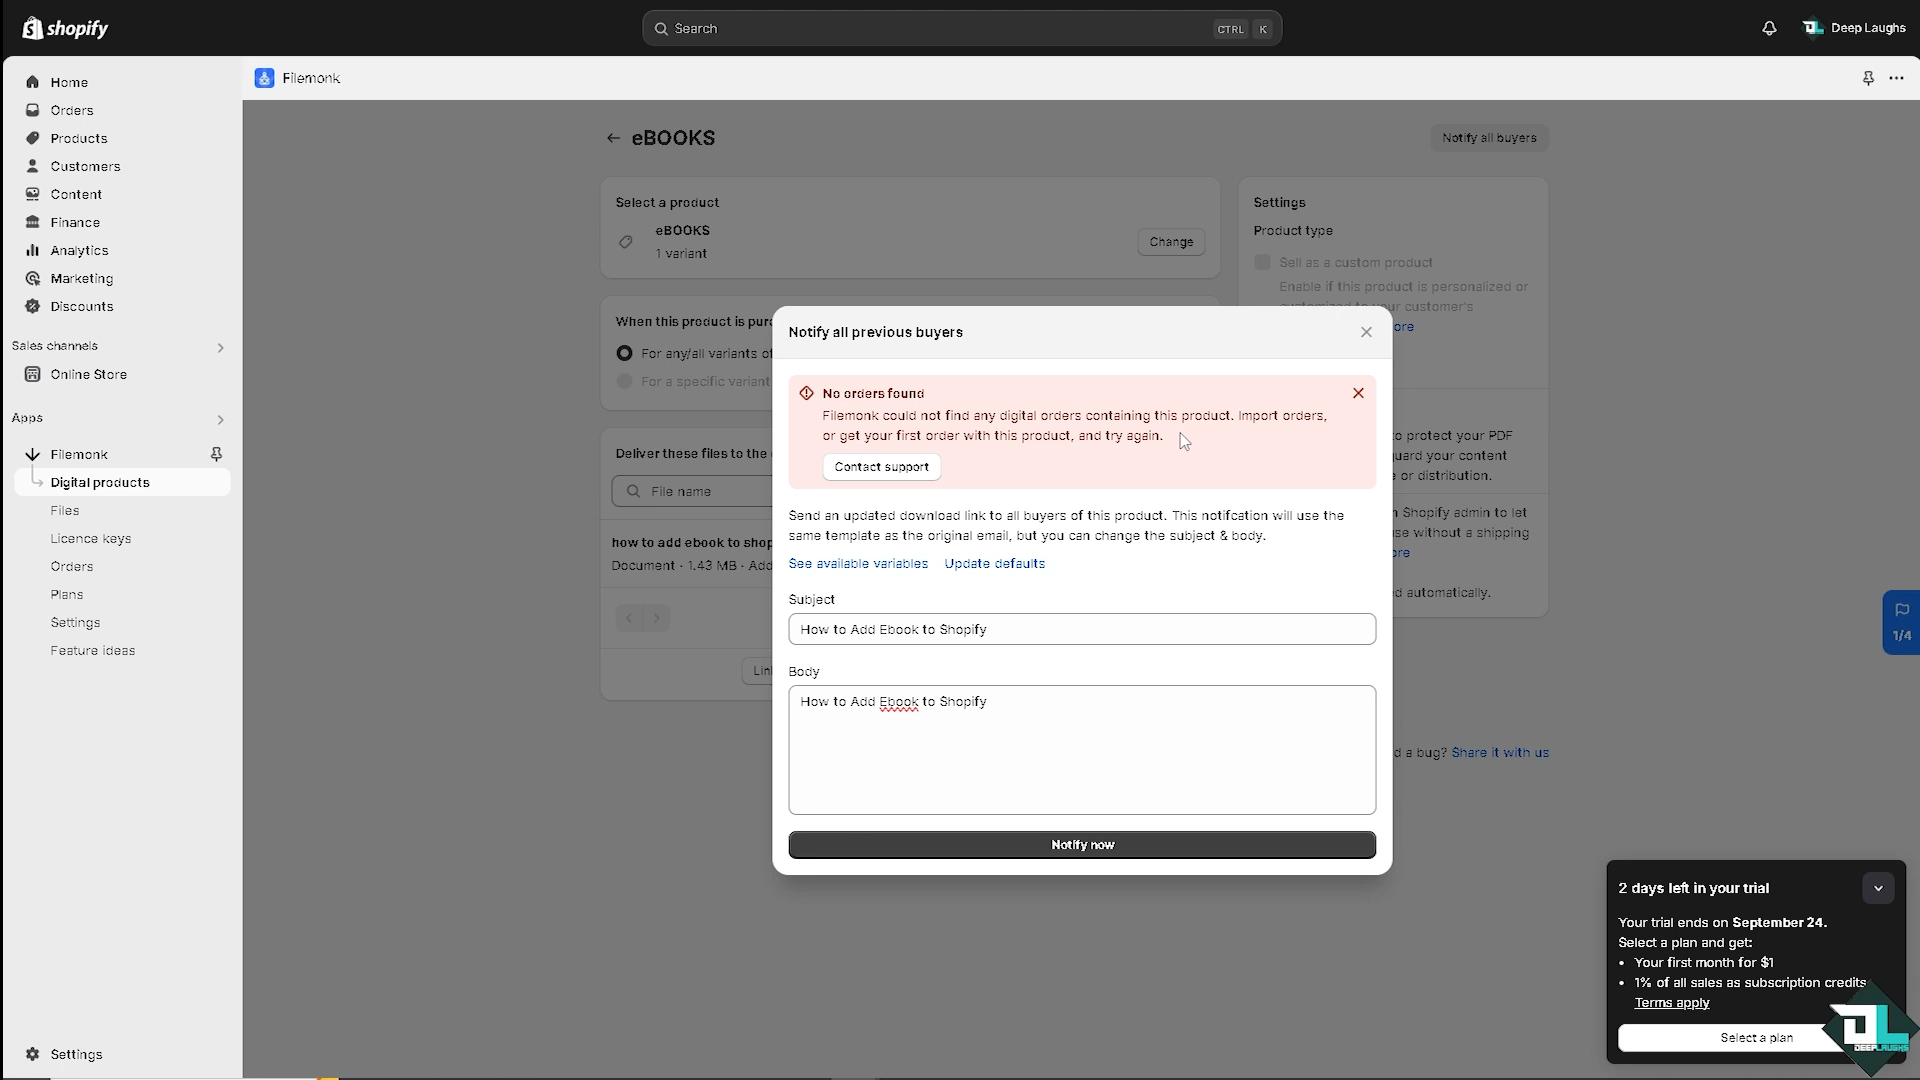 shopify
Search
CTRL K
Deep Laughs
Home
Orders
Products
Customers
Content
Finance
Analytics
Marketing
Discounts
Sales channels
Online Store
Apps
Filemonk
Digital products
Files
Licence keys
Orders
Plans
Settings
Feature ideas
Settings
Filemonk
eBOOKS
Notify all buyers
Select a product
eBOOKS
1 variant
Change
When this product is pur
For any/all variants of
For a specific variant
Deliver these files to the
File name
how to add ebook to shop
Document · 1.43 MB · Add
Settings
Product type
Sell as a custom product
Enable if this product is personalized or
customized to your customer's
ore
o protect your PDF
guard your content
e or distribution.
n Shopify admin to let
se without a shipping
ore
d automatically.
d a bug? Share it with us
1/4
Notify all previous buyers
No orders found
Filemonk could not find any digital orders containing this product. Import orders,
or get your first order with this product, and try again.
Contact support
Send an updated download link to all buyers of this product. This notifcation will use the
same template as the original email, but you can change the subject & body.
See available variables Update defaults
Subject
How to Add Ebook to Shopify
Body
How to Add Ebook to Shopify
Notify now
2 days left in your trial
Your trial ends on September 24.
Select a plan and get:
• Your first month for $1
• 1% of all sales as subscription credits
Terms apply
Select a plan
DL
DEEPLAUGHS